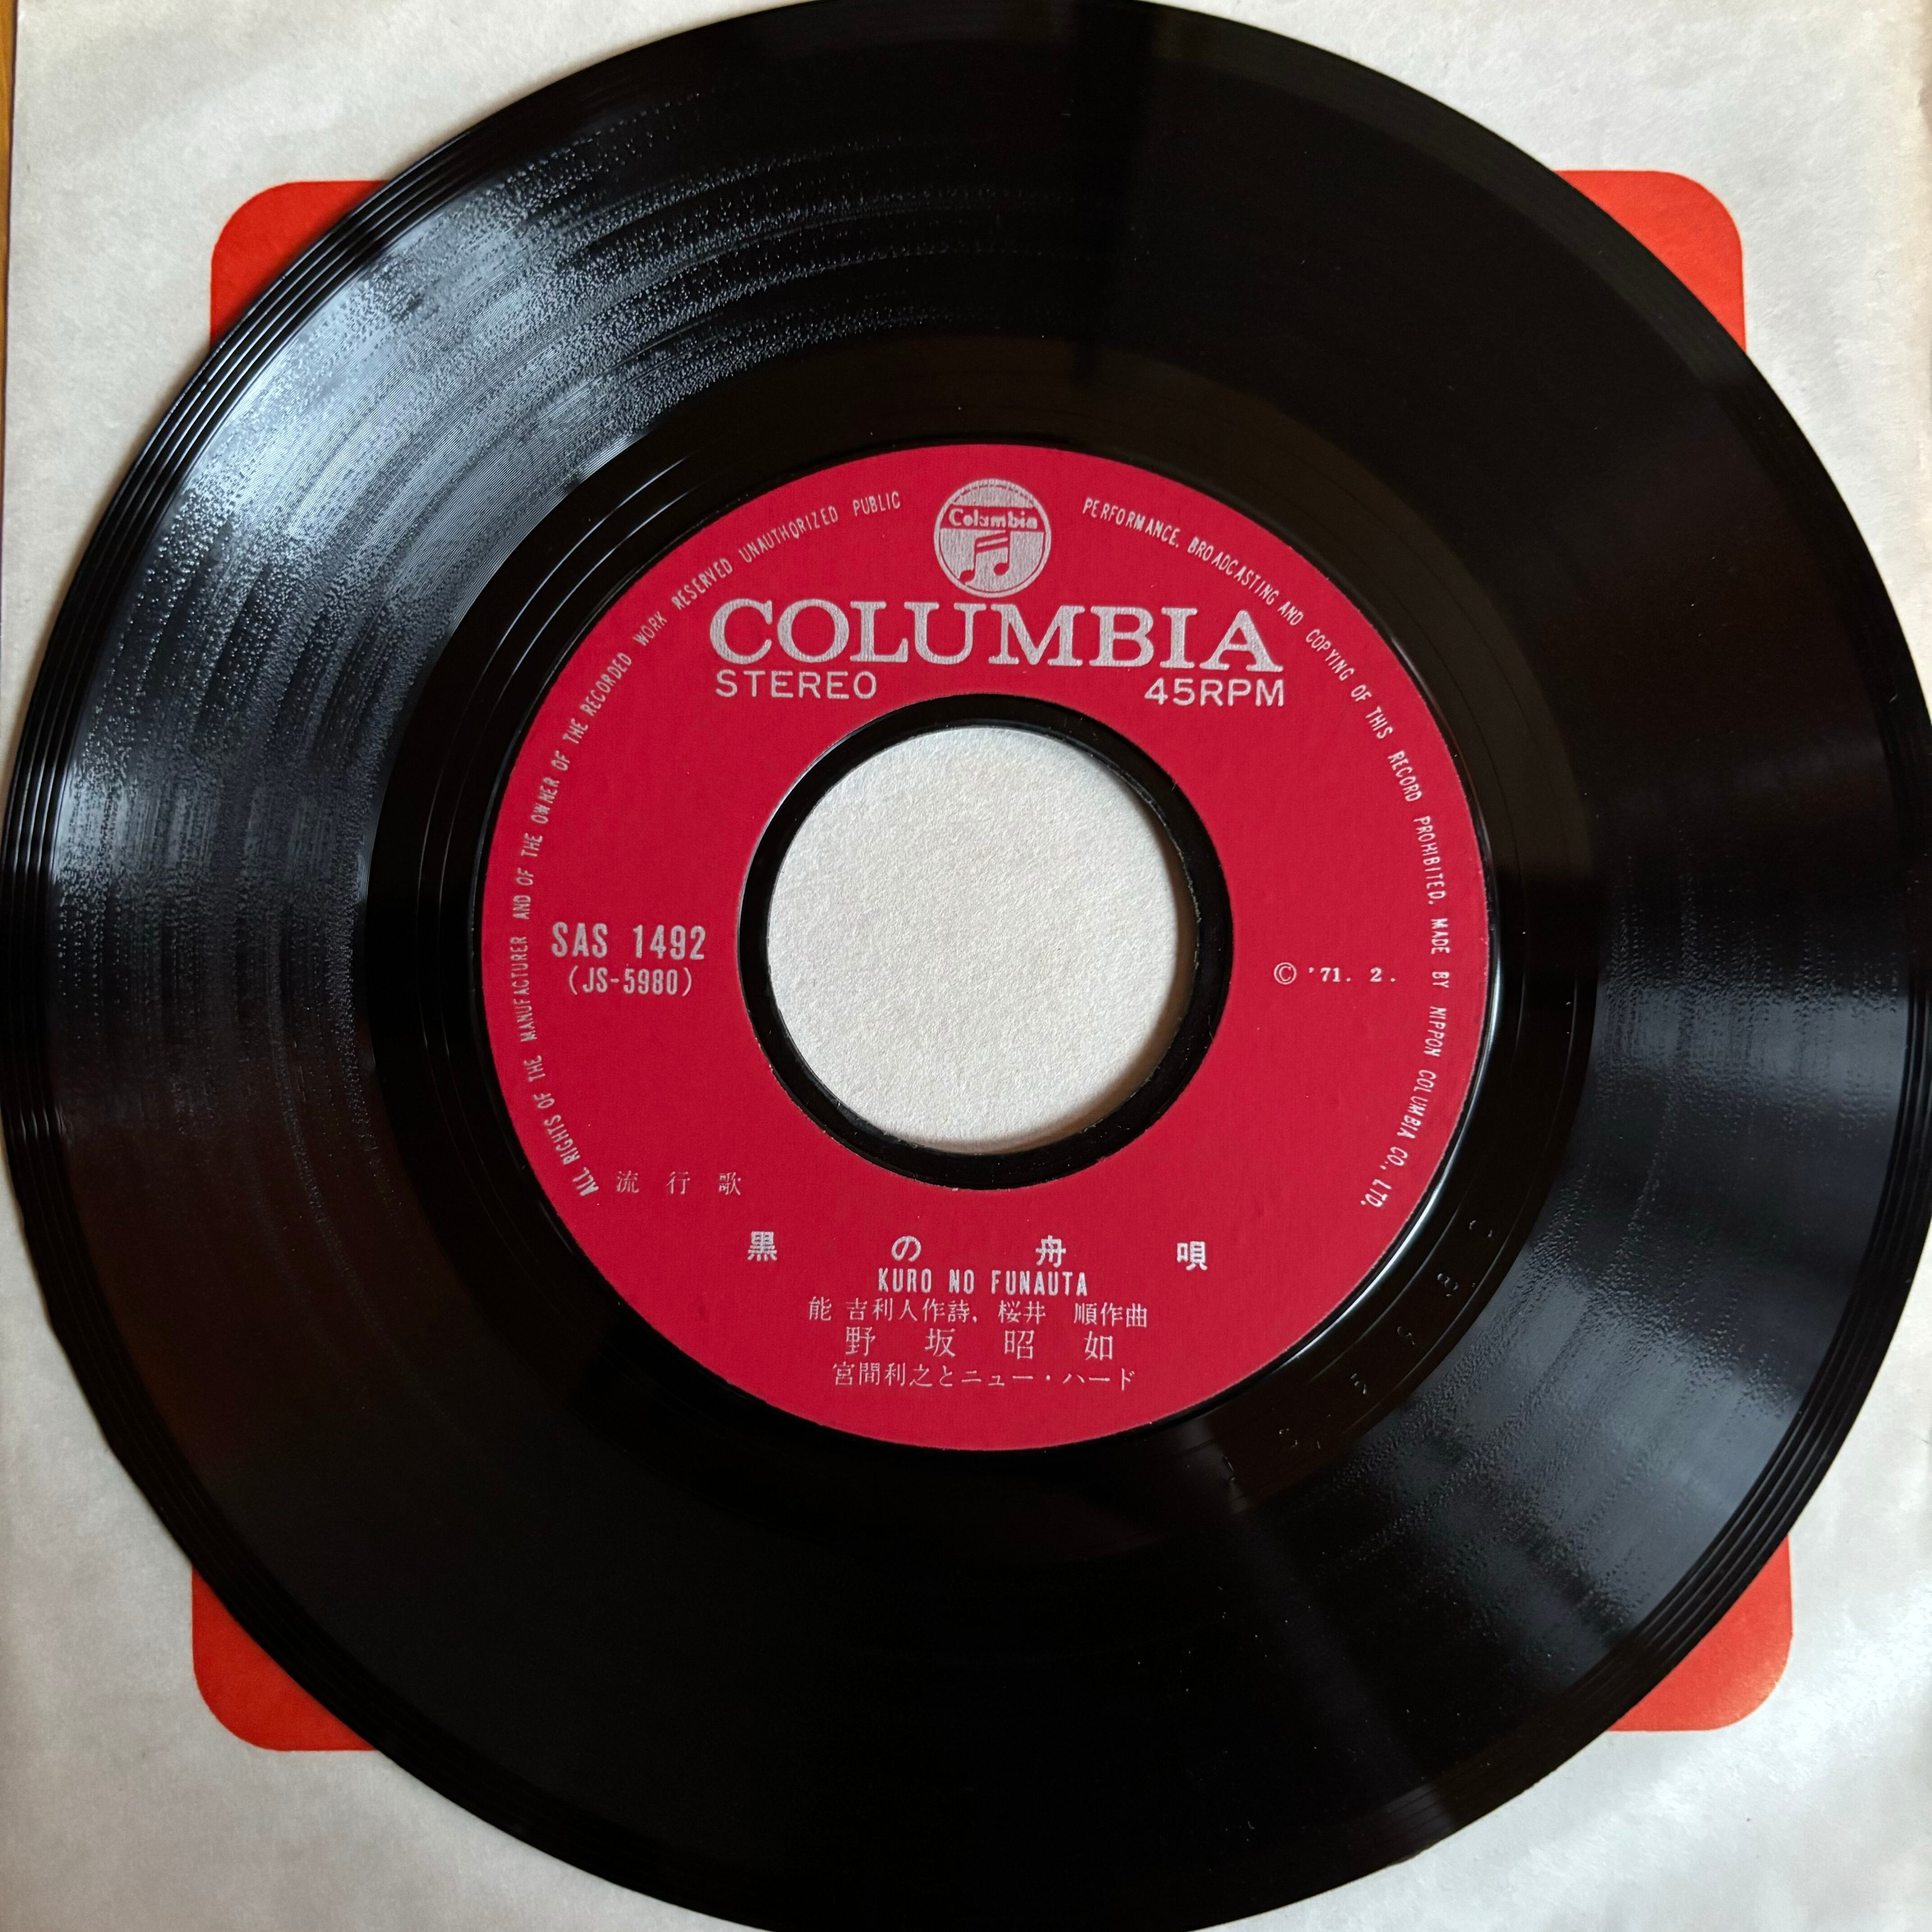 ALL RIGHTS OF THE MANUFACTURER AND OF THE OWNER OF THE RECORDED WORK RESERVED UNAUTHORIZED PUBLIC PERFORMANCE, BROADCASTING AND COPYING OF THIS RECORD PROHIBITED. MADE BY NIPPON COLUMBIA CO., LTD.
Columbia
COLUMBIA
STEREO 45RPM
SAS 1492
(JS-5980)
© '71. 2.
流行歌
黒の舟唄
KURO NO FUNAUTA
能 吉利人作詩, 桜井 順作曲
野坂昭如
宮間利之とニュー・ハード